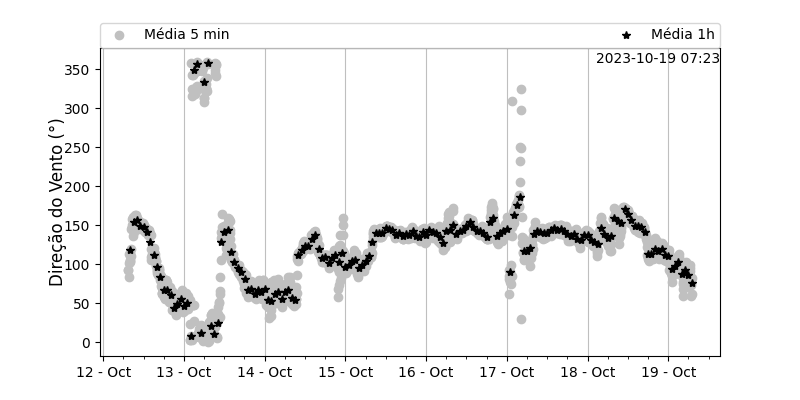 Média 5 min
Média 1h
2023-10-19 07:23
Direção do Vento (°)
350
300
250
200
150
100
50
0
12 - Oct
13 - Oct
14 - Oct
15 - Oct
16 - Oct
17 - Oct
18 - Oct
19 - Oct